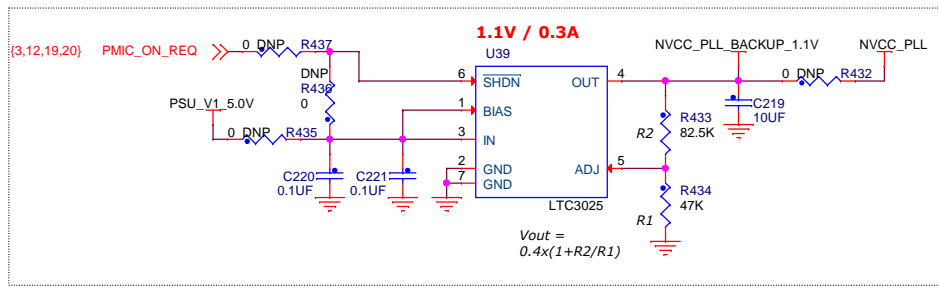 1.1V / 0.3A
{3,12,19,20} PMIC_ON_REQ
0 DNP R437
U39
NVCC_PLL_BACKUP_1.1V
NVCC_PLL
DNP
R436
0
6 SHDN
OUT 4
0 DNP R432
PSU_V1_5.0V
1 BIAS
C219
10UF
0 DNP R435
3 IN
R2
R433
82.5K
C220
0.1UF
C221
0.1UF
2 GND
7 GND
ADJ 5
LTC3025
R434
47K
R1
Vout =
0.4x(1+R2/R1)